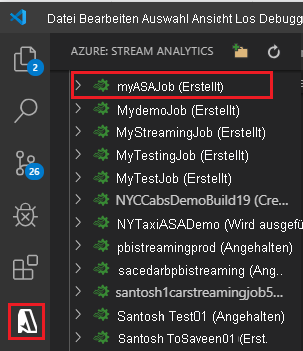 Datei Bearbeiten Auswahl Ansicht Los Debugg
AZURE: STREAM ANALYTICS
2
myASAJob (Erstellt)
MydemoJob (Erstellt)
MyStreamingJob (Erstellt)
MyTestingJob (Erstellt)
26
MyTestJob (Erstellt)
NYCCabsDemoBuild19 (Cre...
NYTaxiASADemo (Wird ausgefü
pbistreamingprod (Angehalten)
sacedarbpbistreaming (Ang..
santosh1carstreamingjob5...
Santosh Test01 (Angehalten)
Santosh ToSaveen01 (Erst.